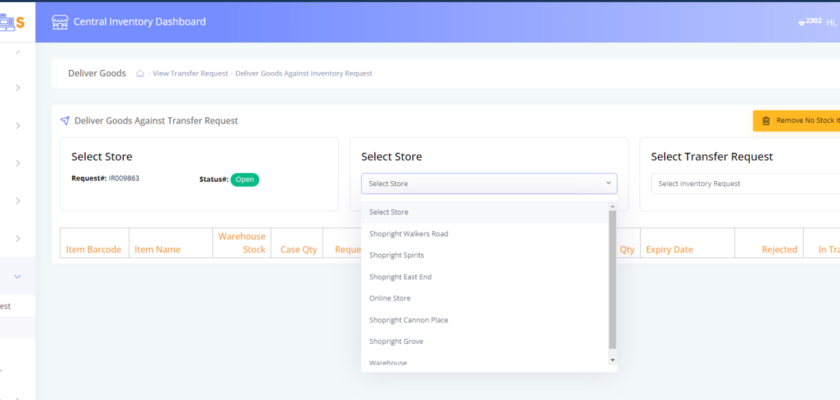 S
Central Inventory Dashboard
2392 Hi,
Deliver Goods
View Transfer Request - Deliver Goods Against Inventory Request
Deliver Goods Against Transfer Request
Remove No Stock It
Select Store
Request#: IR009863
Status#: Open
Select Store
Select Store
Select Transfer Request
Select Inventory Request
Select Store
Shopright Walkers Road
Shopright Spirits
Shopright East End
Online Store
Shopright Cannon Place
Shopright Grove
Warehouse
Item Barcode
Item Name
Warehouse
Stock
Case Qty
Reque
Qty
Expiry Date
Rejected
In Tra
est